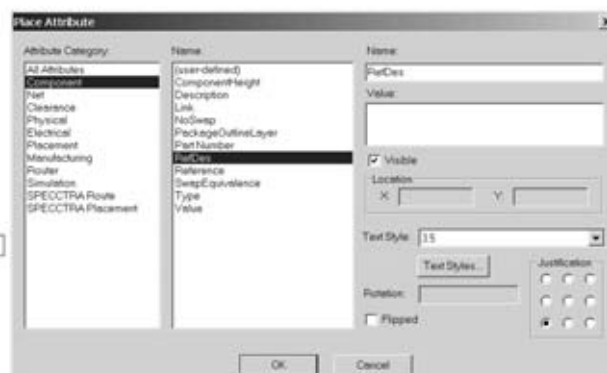 Place Attribute
Attribute Category:
All Attributes
Component
Net
Clearance
Physical
Electrical
Placement
Manufacturing
Router
Simulation
SPECCTRA Route
SPECCTRA Placement
Name:
(user-defined)
ComponentHeight
Description
Link
NoSwap
PackageOutlineLayer
Part Number
RefDes
Reference
SwapEquivalence
Type
Value
Name:
RefDes
Value:
Visible
Location
X:
Y:
Text Style:
Text Styles...
Justification
Rotation:
Flipped
OK
Cancel